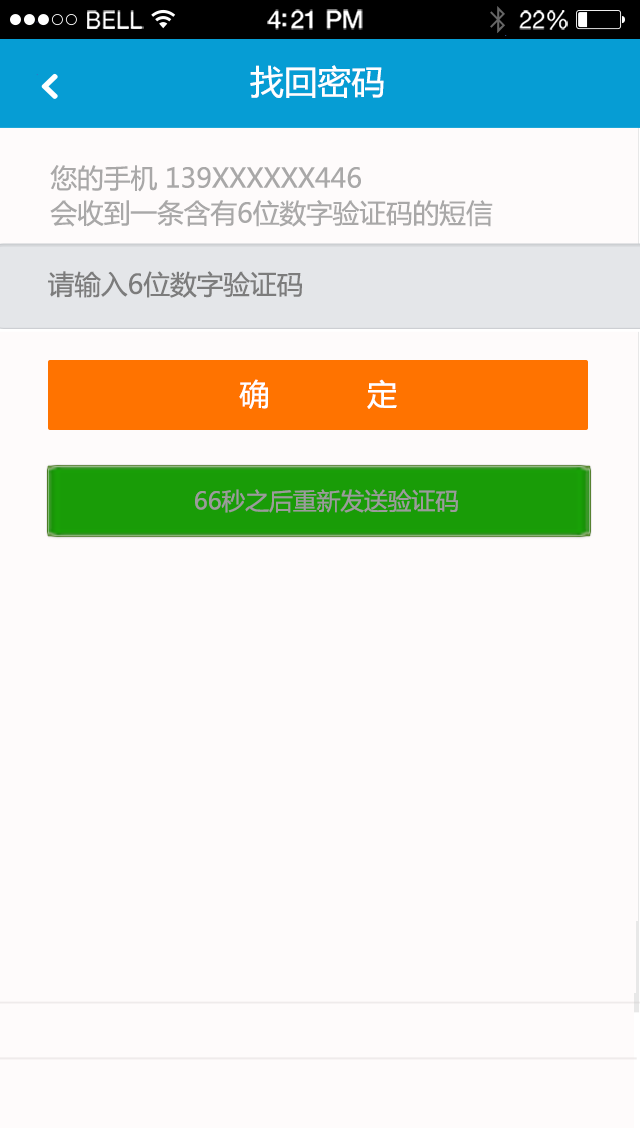 BELL 4:21 PM 22%
找回密码
您的手机 139XXXXXX446
会收到一条含有6位数字验证码的短信
请输入6位数字验证码
确 定
66秒之后重新发送验证码